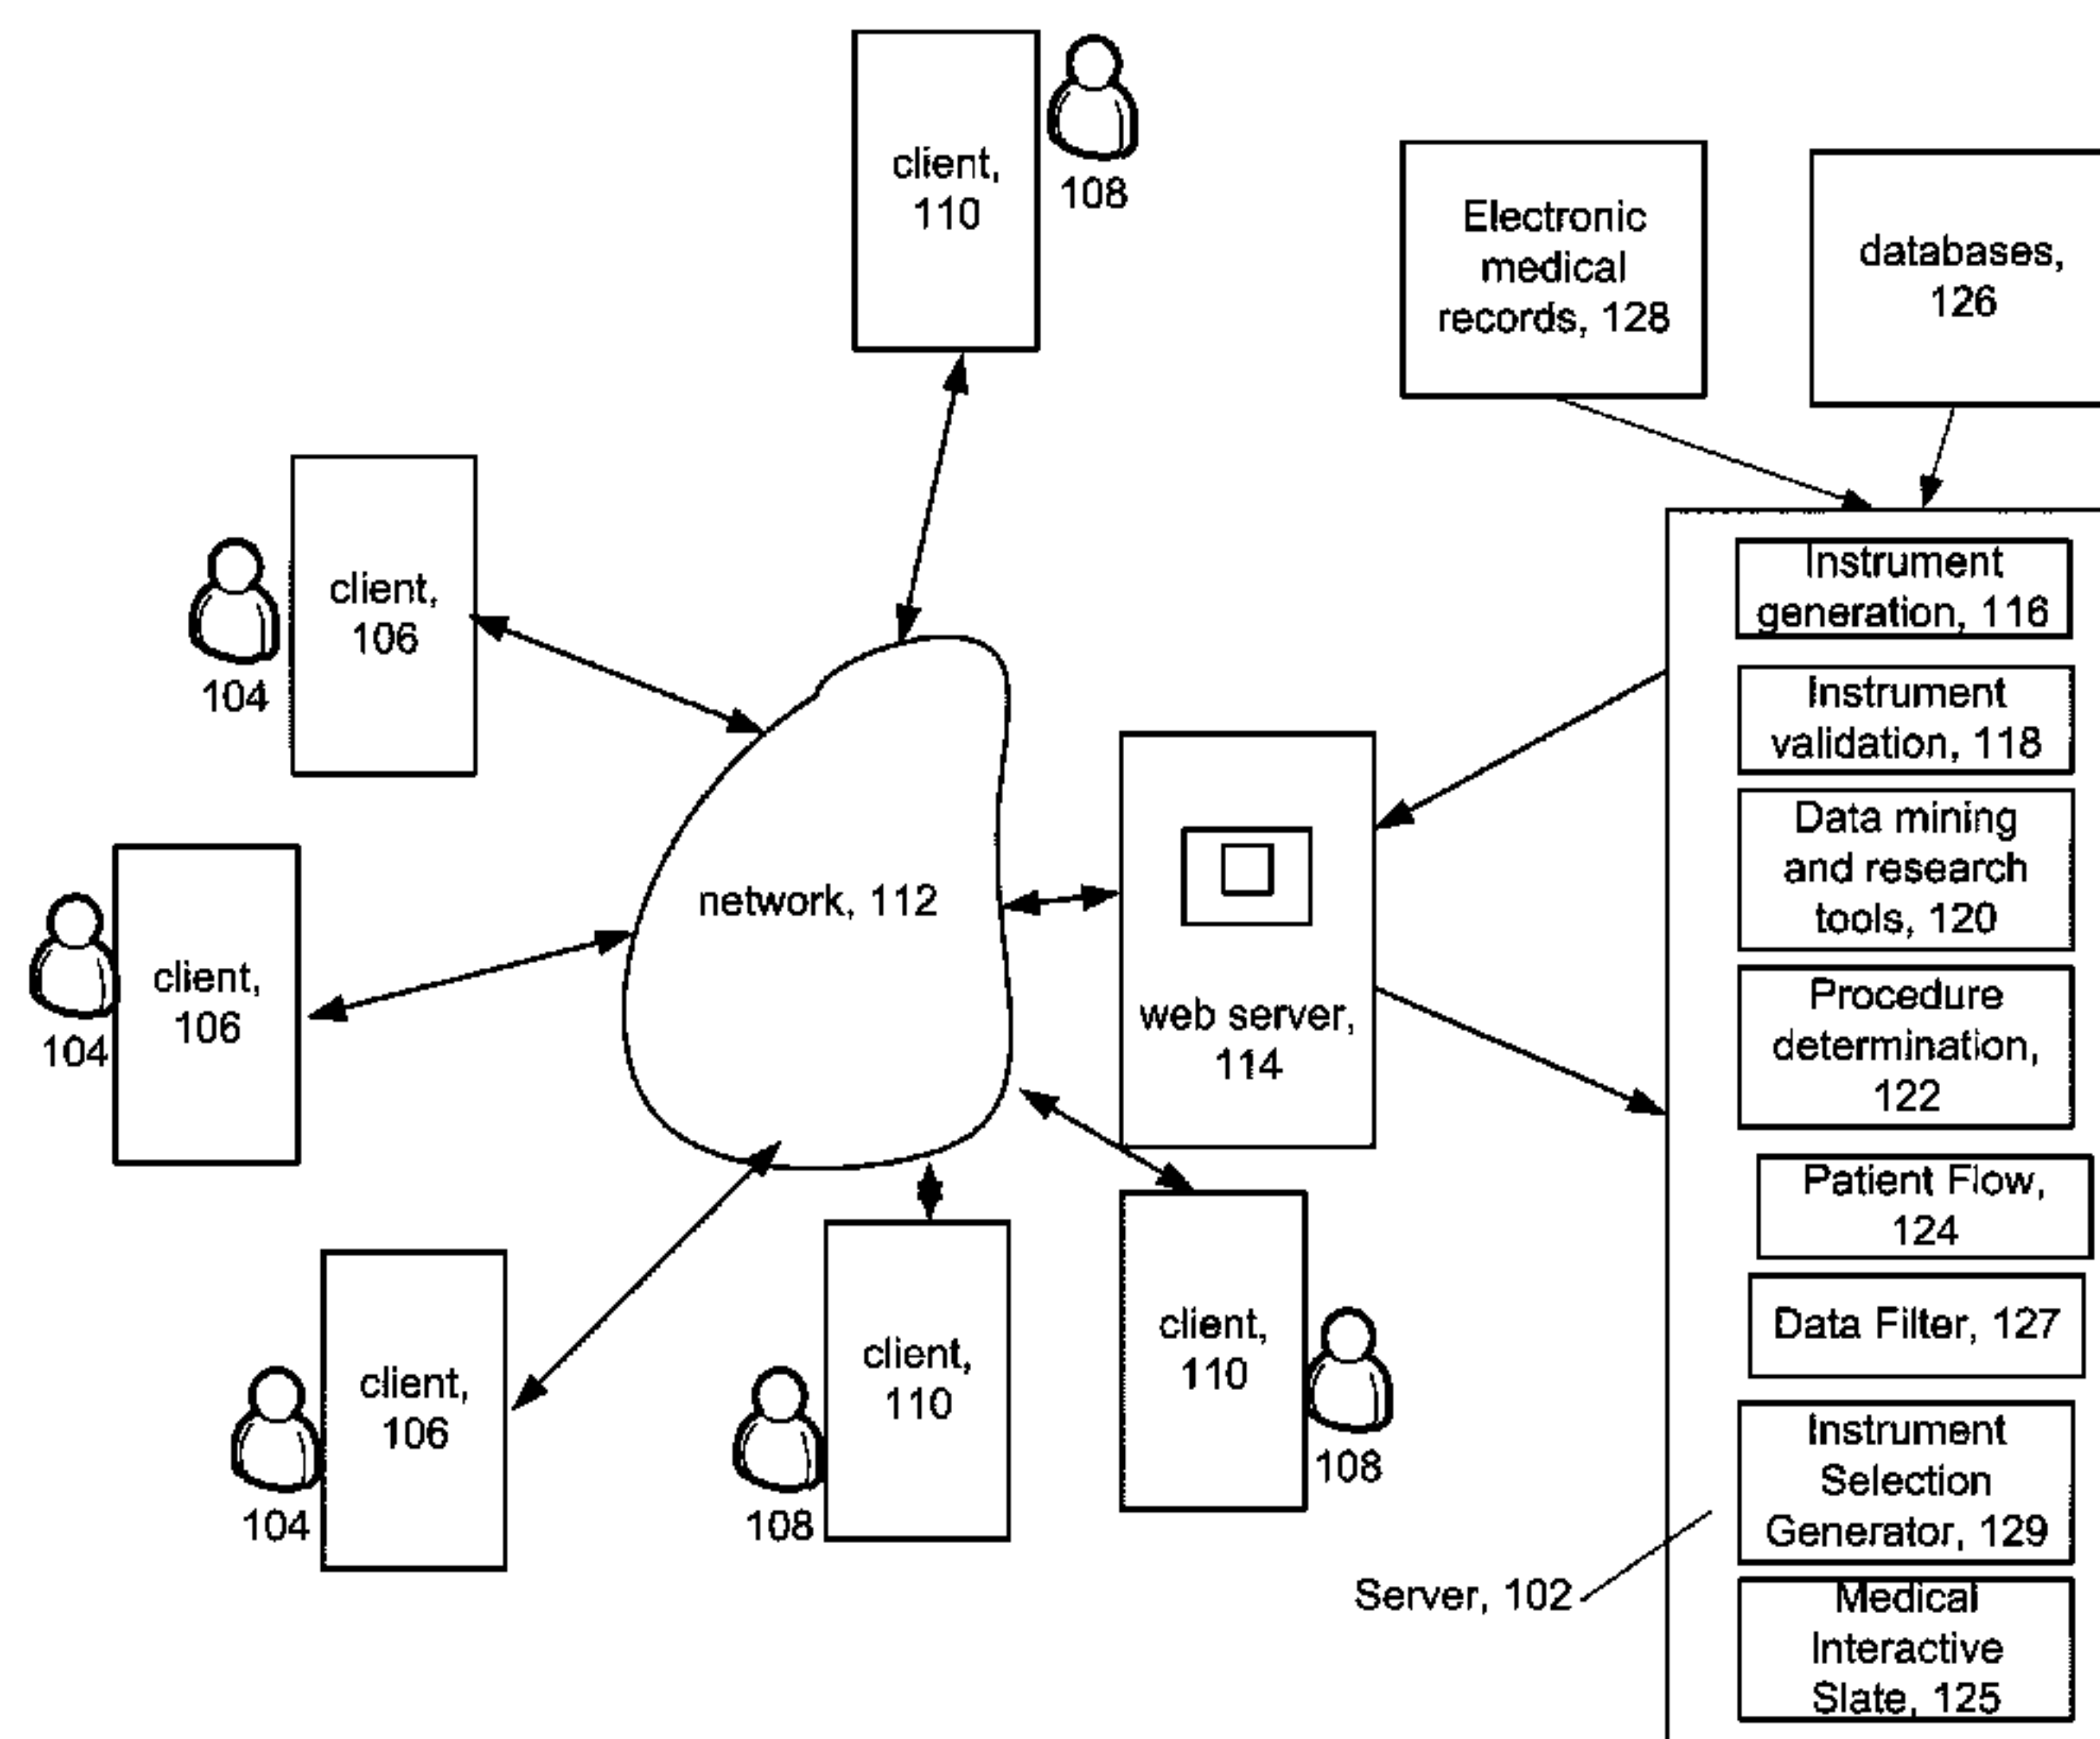 client,
110
108
Electronic
medical
records, 128
databases,
126
client,
106
104
Instrument
generation, 116
Instrument
validation, 118
Data mining
and research
tools, 120
Procedure
determination,
122
Patient Flow,
124
Data Filter, 127
Instrument
Selection
Generator, 129
Medical
Interactive
Slate, 125
network, 112
web server,
114
client,
106
104
client,
106
104
client,
110
108
client,
110
108
Server, 102